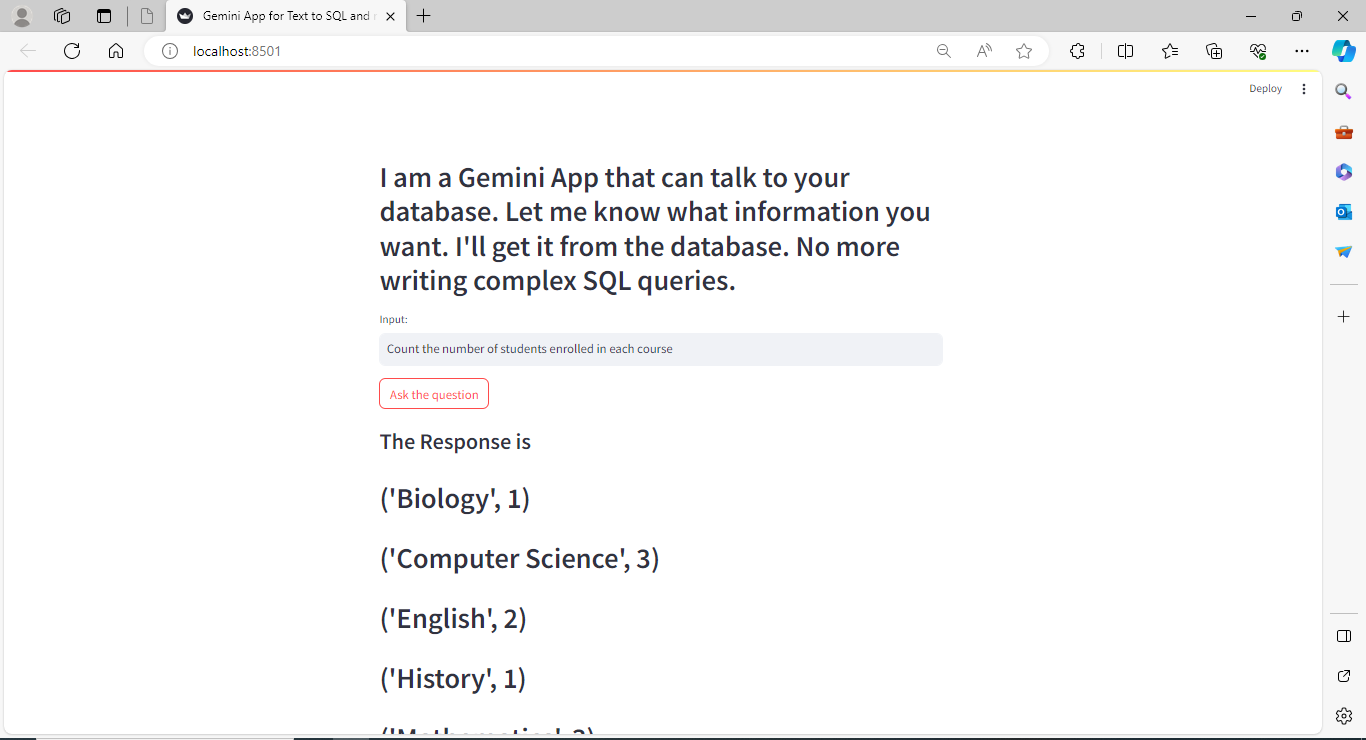 Gemini App for Text to SQL and
localhost:8501
Deploy
I am a Gemini App that can talk to your
database. Let me know what information you
want. I'll get it from the database. No more
writing complex SQL queries.
Input:
Count the number of students enrolled in each course
Ask the question
The Response is
('Biology', 1)
('Computer Science', 3)
('English', 2)
('History', 1)